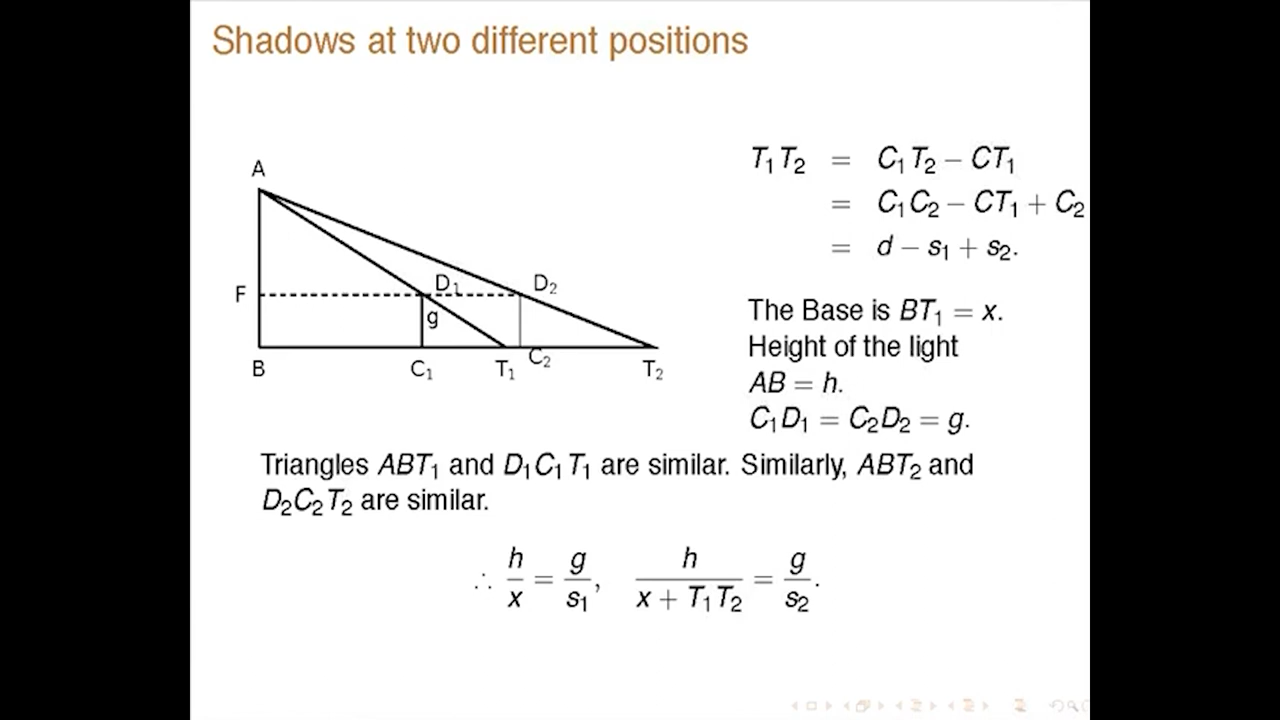 Shadows at two different positions
A
F
D₁
D₂
g
B
C₁
T₁
C₂
T₂
T₁T₂ = C₁T₂ − CT₁
= C₁C₂ − CT₁ + C₂
= d − s₁ + s₂.
The Base is BT₁ = x.
Height of the light
AB = h.
C₁D₁ = C₂D₂ = g.
Triangles ABT₁ and D₁C₁T₁ are similar. Similarly, ABT₂ and
D₂C₂T₂ are similar.
∴ h/x = g/s₁, h/(x + T₁T₂) = g/s₂.